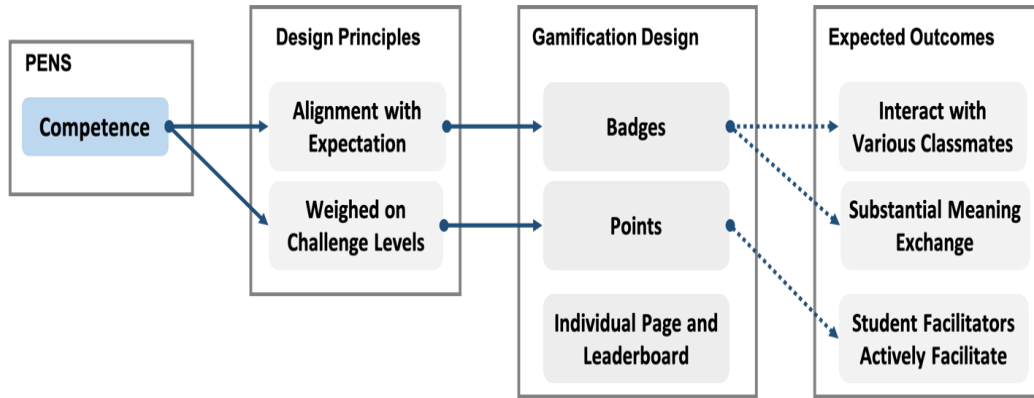 PENS
Competence
Design Principles
Alignment with
Expectation
Weighed on
Challenge Levels
Gamification Design
Badges
Points
Individual Page and
Leaderboard
Expected Outcomes
Interact with
Various Classmates
Substantial Meaning
Exchange
Student Facilitators
Actively Facilitate